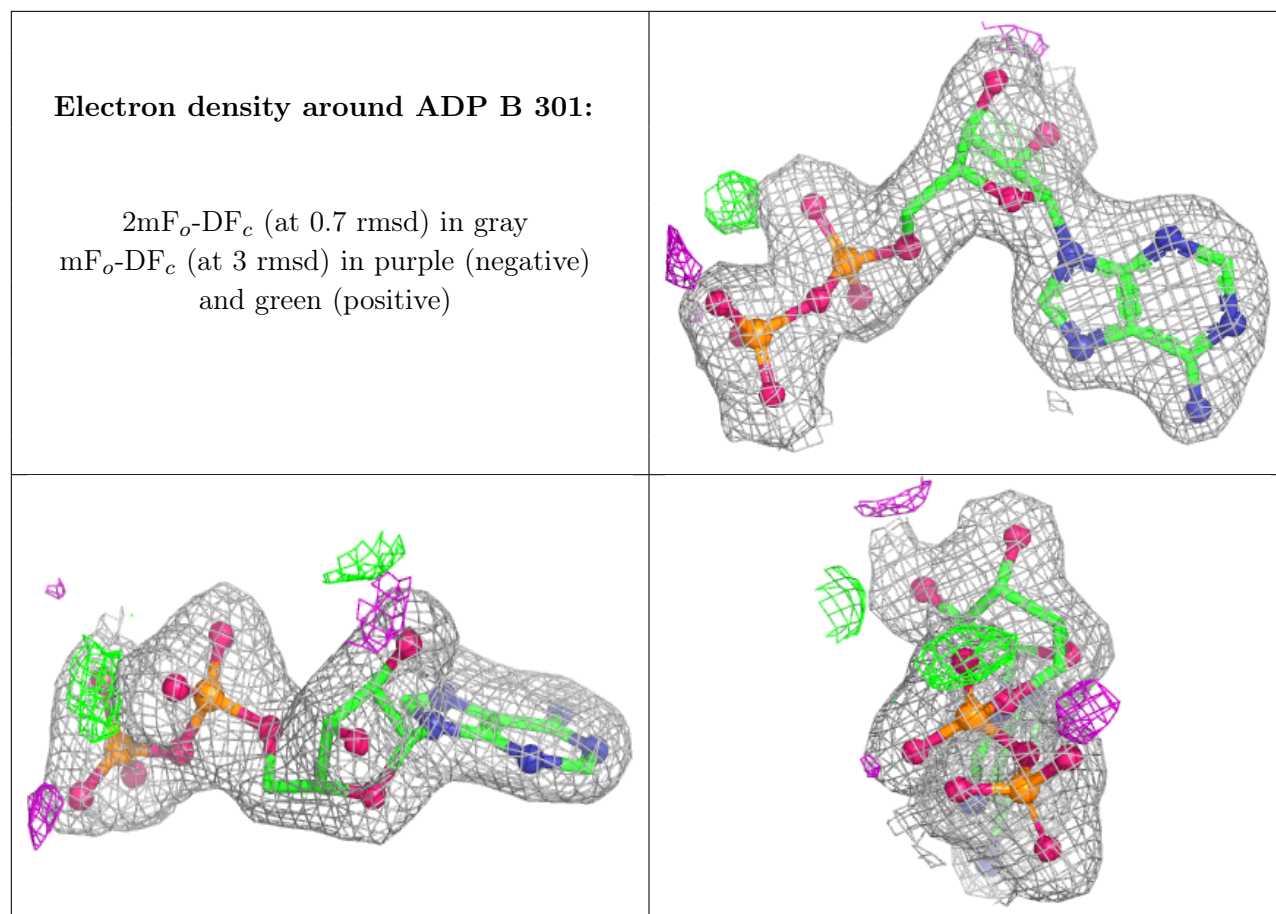 Electron density around ADP B 301:
2mFo-DFc (at 0.7 rmsd) in gray
mFo-DFc (at 3 rmsd) in purple (negative)
and green (positive)